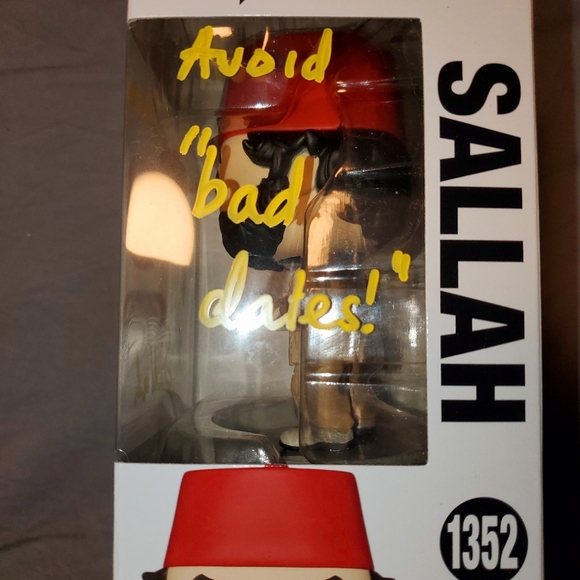 Avoid
"bad
dates!"
SALLAH
1352